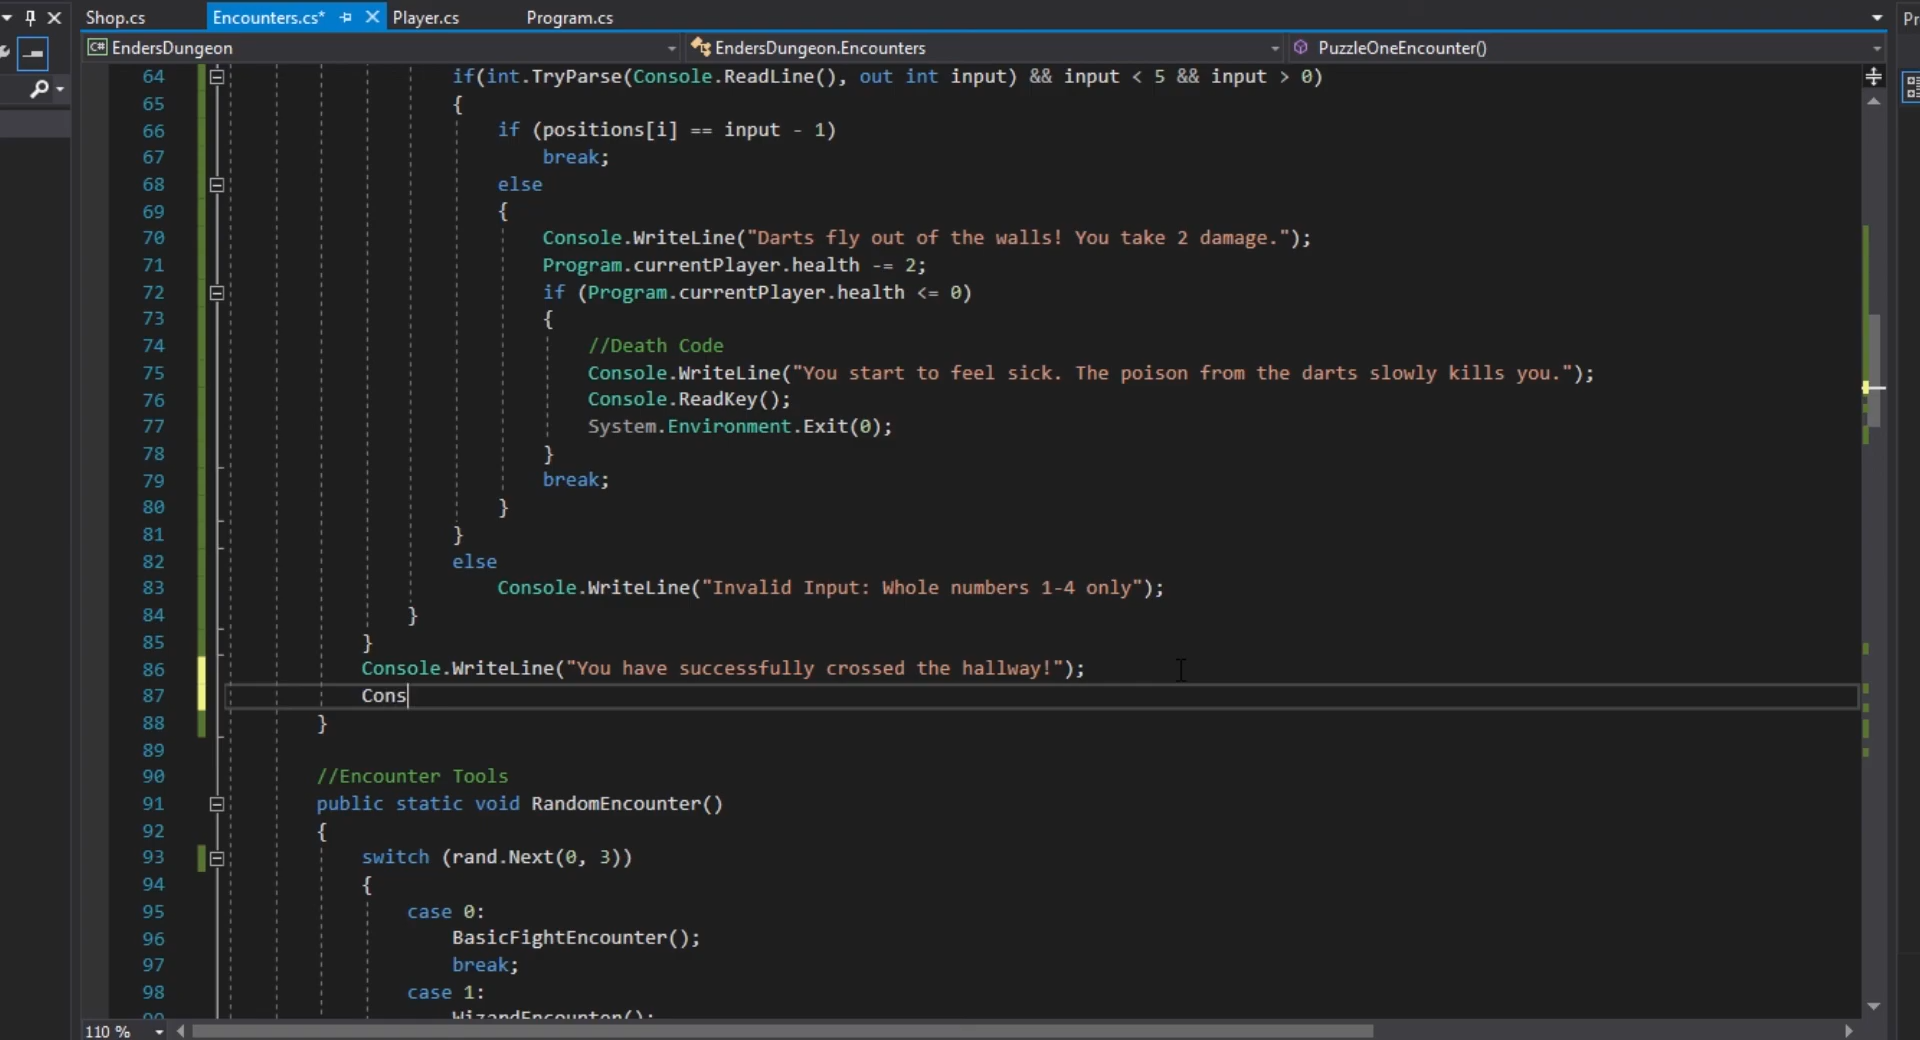 Shop.cs Encounters.cs* Player.cs Program.cs Pr
C# EndersDungeon EndersDungeon.Encounters PuzzleOneEncounter()
64 if(int.TryParse(Console.ReadLine(), out int input) && input < 5 && input > 0)
65 {
66 if (positions[i] == input - 1)
67 break;
68 else
69 {
70 Console.WriteLine("Darts fly out of the walls! You take 2 damage.");
71 Program.currentPlayer.health -= 2;
72 if (Program.currentPlayer.health <= 0)
73 {
74 //Death Code
75 Console.WriteLine("You start to feel sick. The poison from the darts slowly kills you.");
76 Console.ReadKey();
77 System.Environment.Exit(0);
78 }
79 break;
80 }
81 }
82 else
83 Console.WriteLine("Invalid Input: Whole numbers 1-4 only");
84 }
85 }
86 Console.WriteLine("You have successfully crossed the hallway!");
87 Cons
88 }
89
90 //Encounter Tools
91 public static void RandomEncounter()
92 {
93 switch (rand.Next(0, 3))
94 {
95 case 0:
96 BasicFightEncounter();
97 break;
98 case 1:
99 WizardEncounter();
110 %